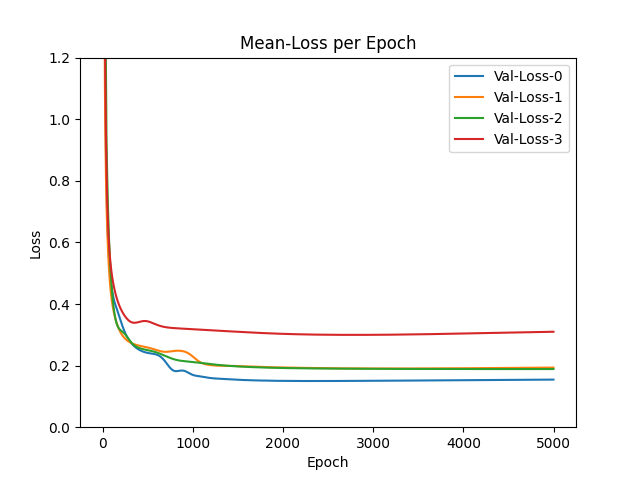 Mean-Loss per Epoch
1.2
1.0
0.8
0.6
0.4
0.2
0.0
Loss
Val-Loss-0
Val-Loss-1
Val-Loss-2
Val-Loss-3
0 1000 2000 3000 4000 5000
Epoch